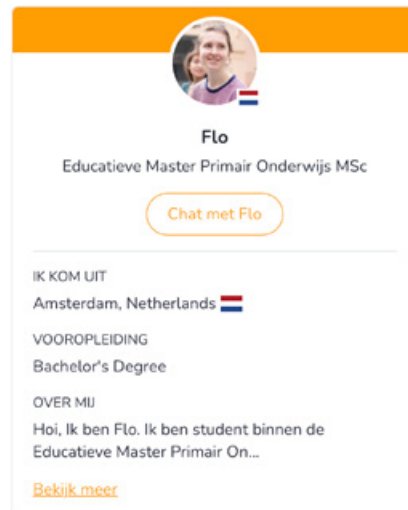 Flo
Educatieve Master Primair Onderwijs MSc
Chat met Flo
IK KOM UIT
Amsterdam, Netherlands
VOOROPLEIDING
Bachelor's Degree
OVER MIJ
Hoi, Ik ben Flo. Ik ben student binnen de
Educatieve Master Primair On...
Bekijk meer